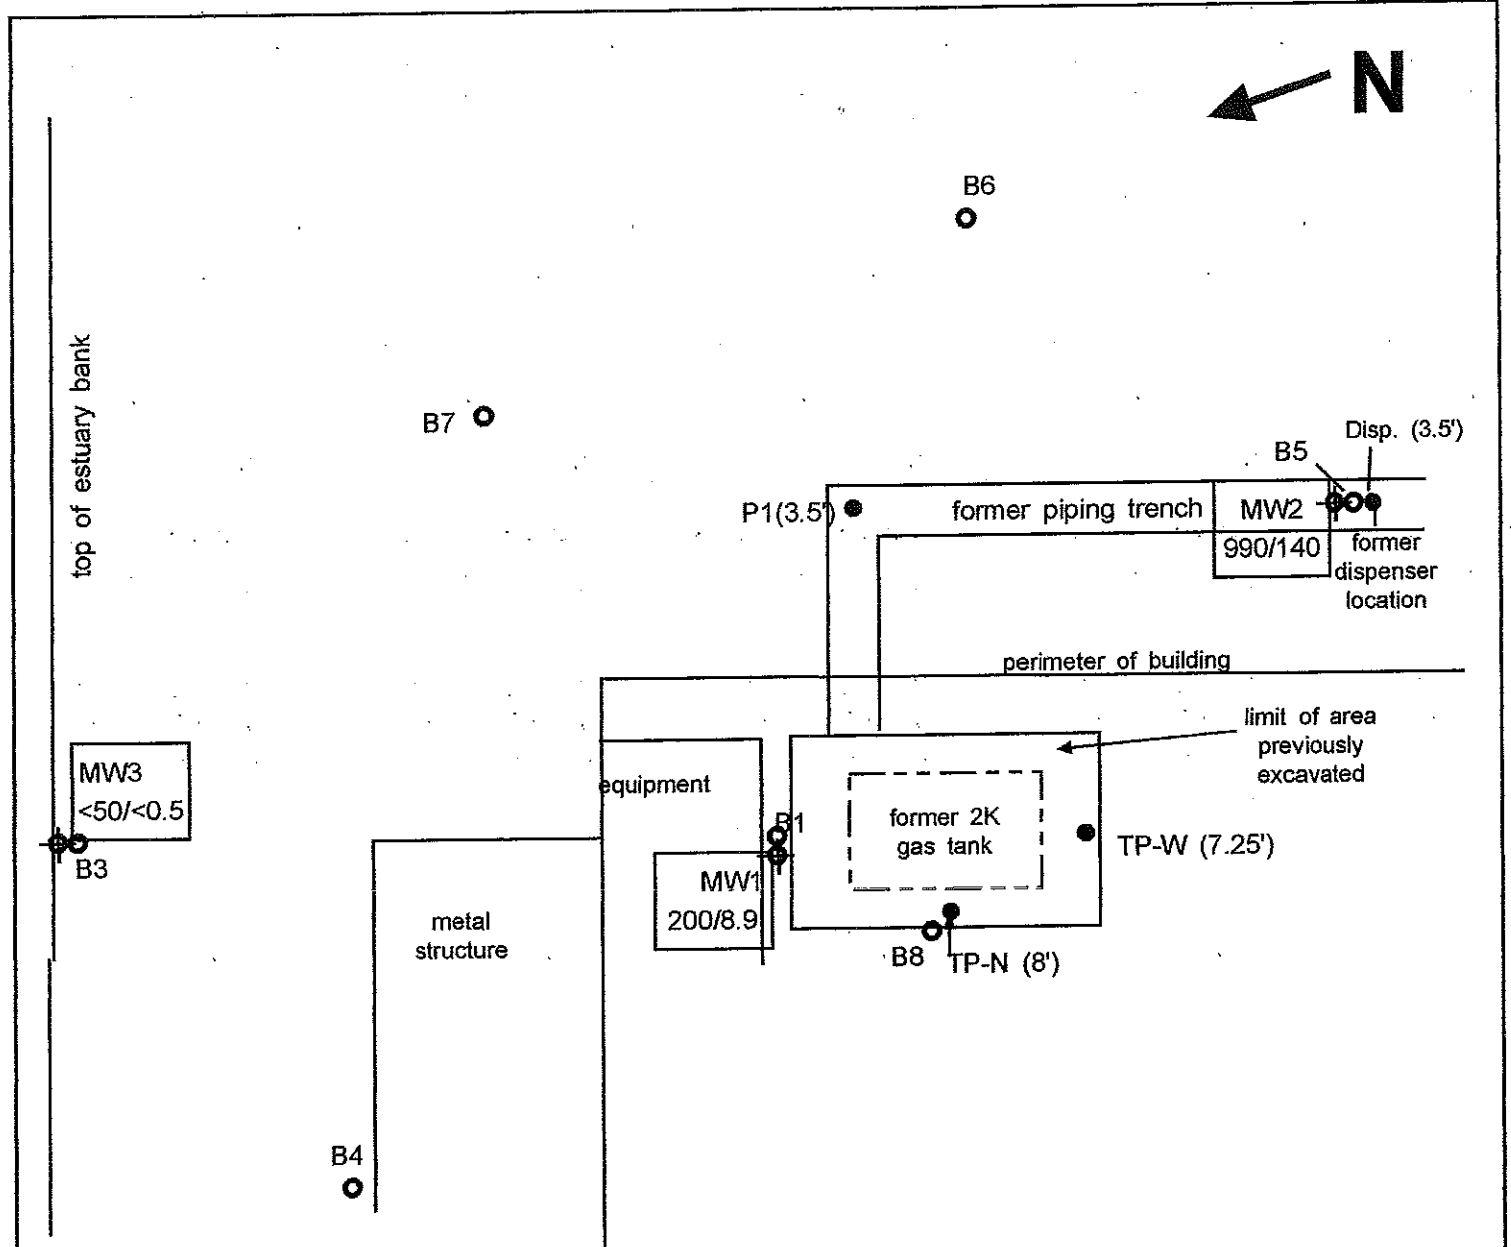 N
B6
top of estuary bank
B7
Disp. (3.5')
B5
P1(3.5')
former piping trench
MW2
990/140
former
dispenser
location
perimeter of building
limit of area
previously
excavated
MW3
<50/<0.5
B3
equipment
B1
former 2K
gas tank
TP-W (7.25')
MW1
200/8.9
metal
structure
B8
TP-N (8')
B4